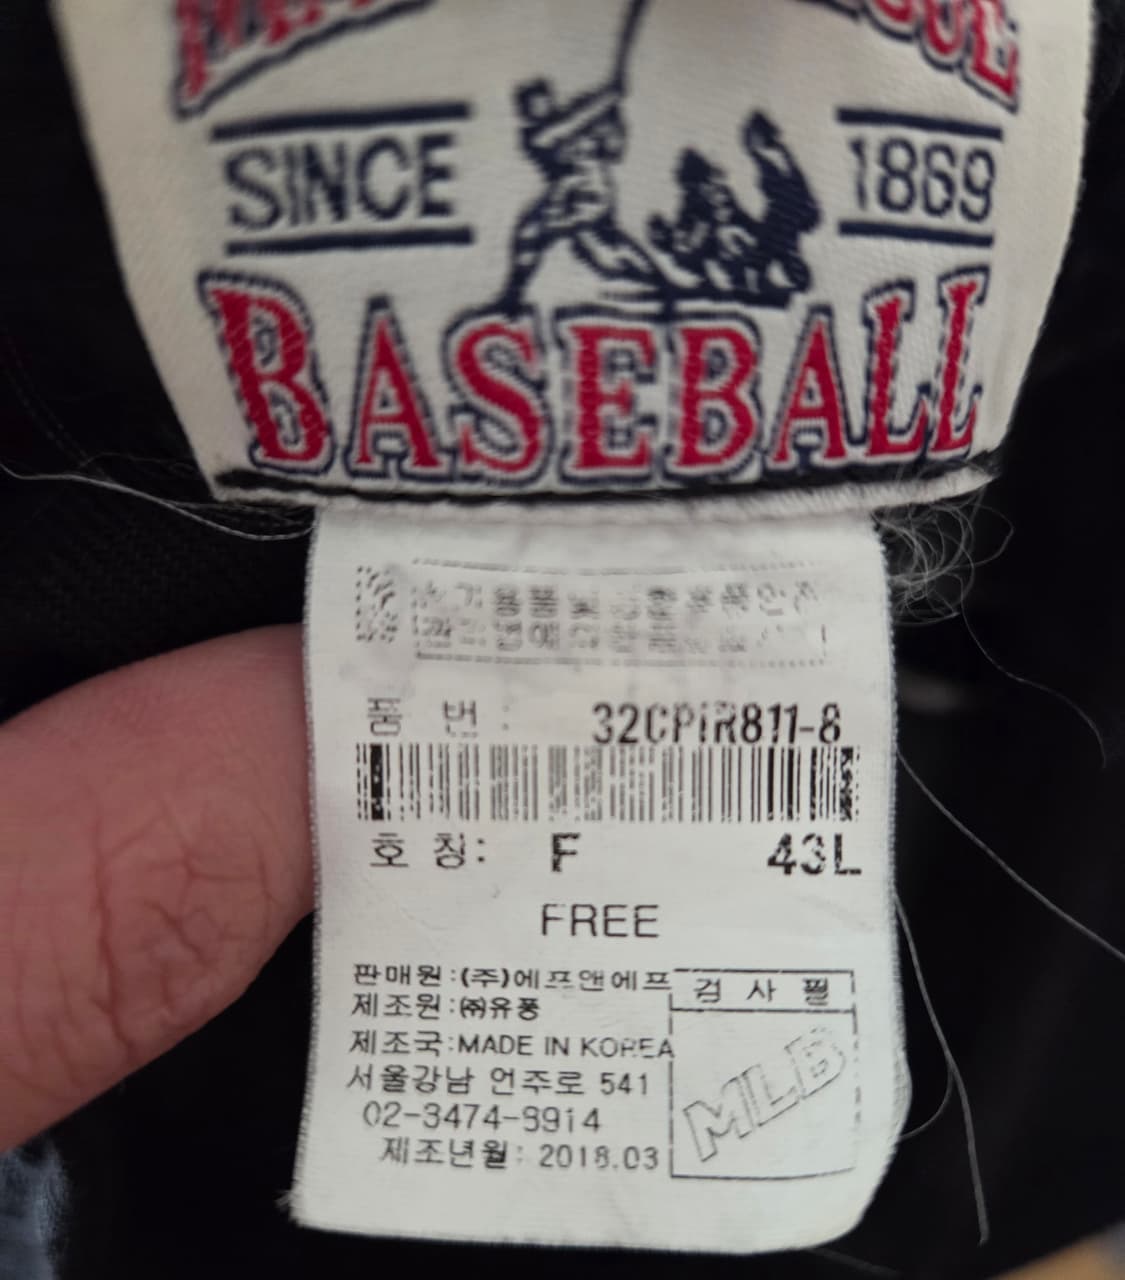 SINCE 1869
BASEBALL
품 번 : 32CPIR811-8
호 칭: F 43L
FREE
판매원:(주)에프앤에프
제조원:㈜유풍
제조국:MADE IN KOREA
서울강남 언주로 541
02-3474-9914
제조년월: 2018.03
검 사 필
MLB